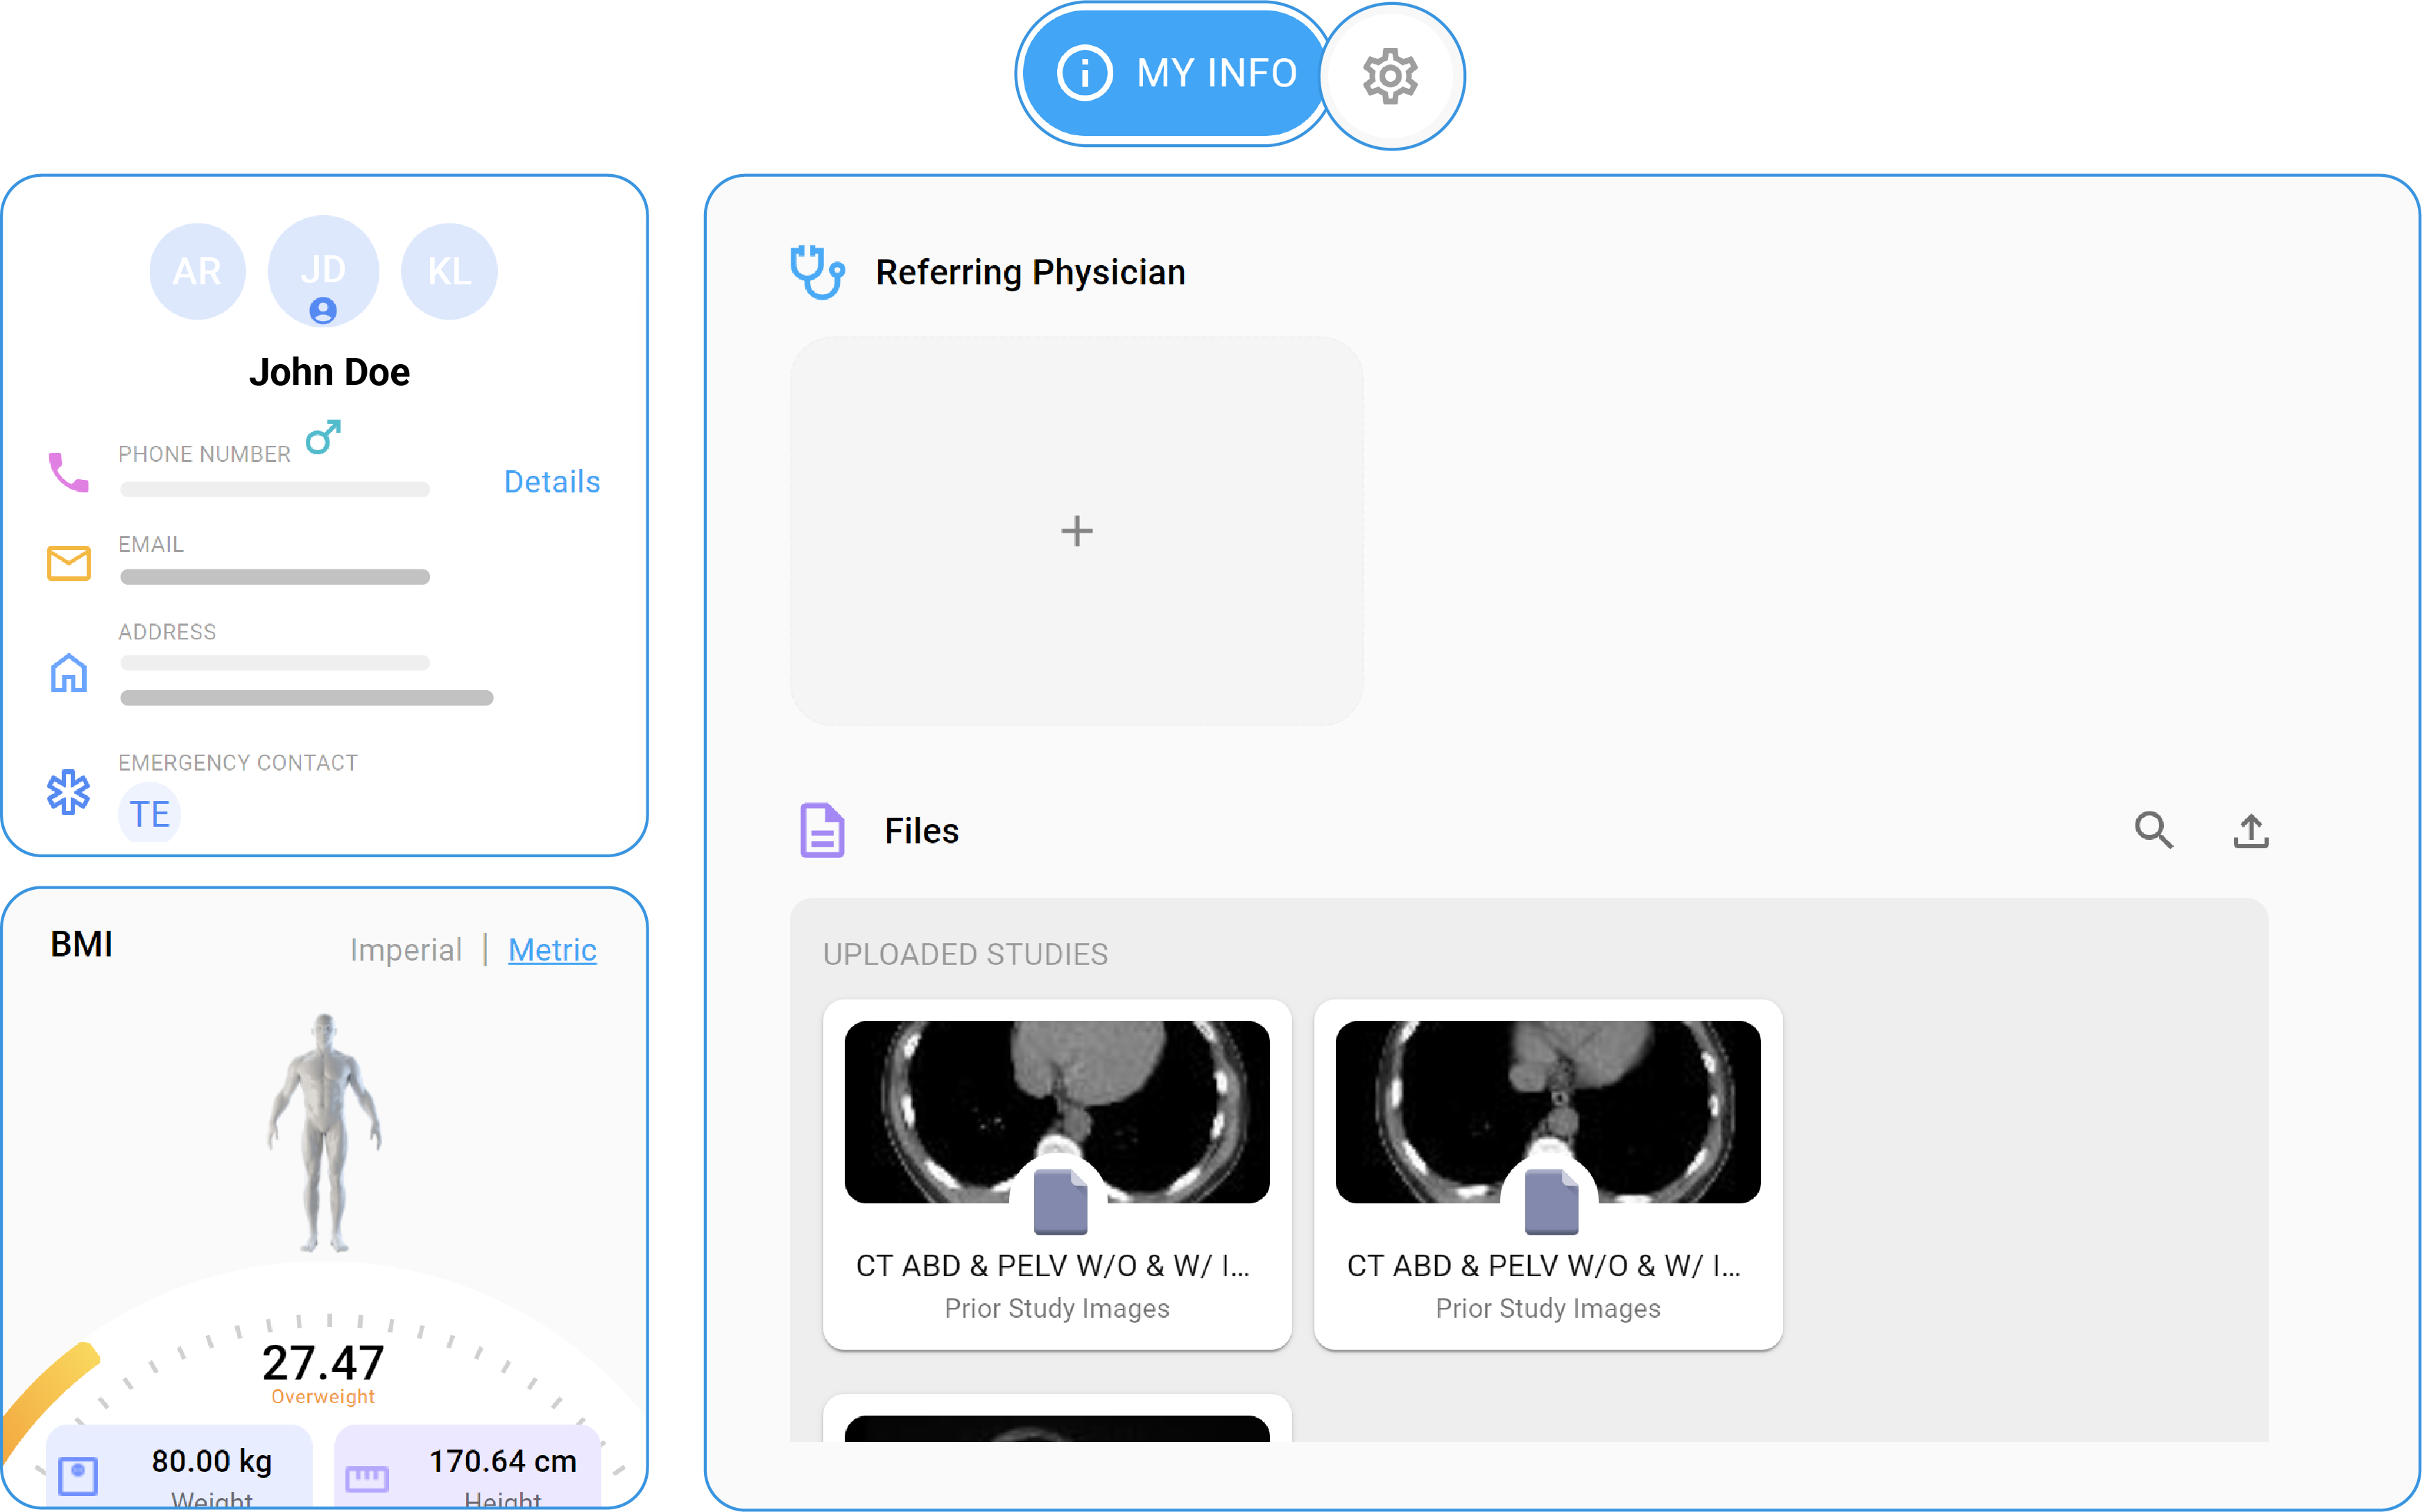 MY INFO
AR
JD
KL
John Doe
PHONE NUMBER
Details
EMAIL
ADDRESS
EMERGENCY CONTACT
TE
BMI
Imperial | Metric
27.47
Overweight
80.00 kg
Weight
170.64 cm
Height
Referring Physician
Files
UPLOADED STUDIES
CT ABD & PELV W/O & W/ I...
Prior Study Images
CT ABD & PELV W/O & W/ I...
Prior Study Images